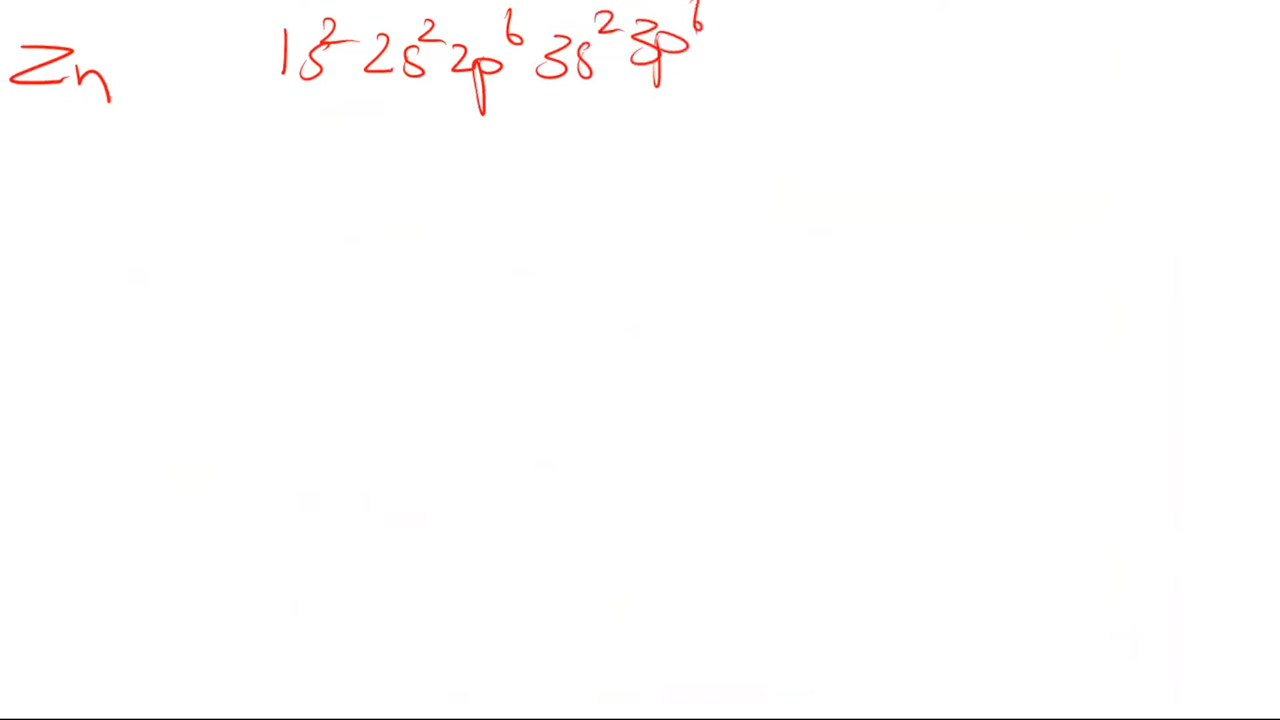 Zn 1s² 2s² 2p⁶ 3s² 3p⁶